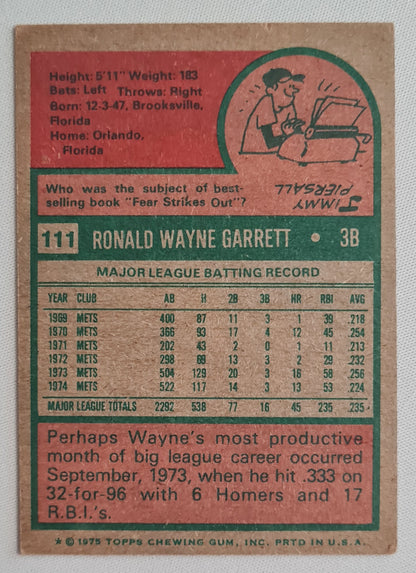 Height: 5'11" Weight: 183
Bats: Left Throws: Right
Born: 12-3-47, Brooksville,
Florida
Home: Orlando,
Florida
Who was the subject of best-
selling book "Fear Strikes Out"?
JIMMY
PIERSALL
111 RONALD WAYNE GARRETT • 3B
MAJOR LEAGUE BATTING RECORD
YEAR CLUB AB H 2B 3B HR RBI AVG
1969 METS 400 87 11 3 1 39 .218
1970 METS 366 93 17 4 12 45 .254
1971 METS 202 43 2 0 1 11 .213
1972 METS 298 69 13 3 2 29 .232
1973 METS 504 129 20 3 16 58 .256
1974 METS 522 117 14 3 13 53 .224
MAJOR LEAGUE TOTALS 2292 538 77 16 45 235 .235
Perhaps Wayne's most productive
month of big league career occurred
September, 1973, when he hit .333 on
32-for-96 with 6 Homers and 17
R.B.I.'s.
★ © 1975 TOPPS CHEWING GUM, INC. PRTD IN U.S.A.